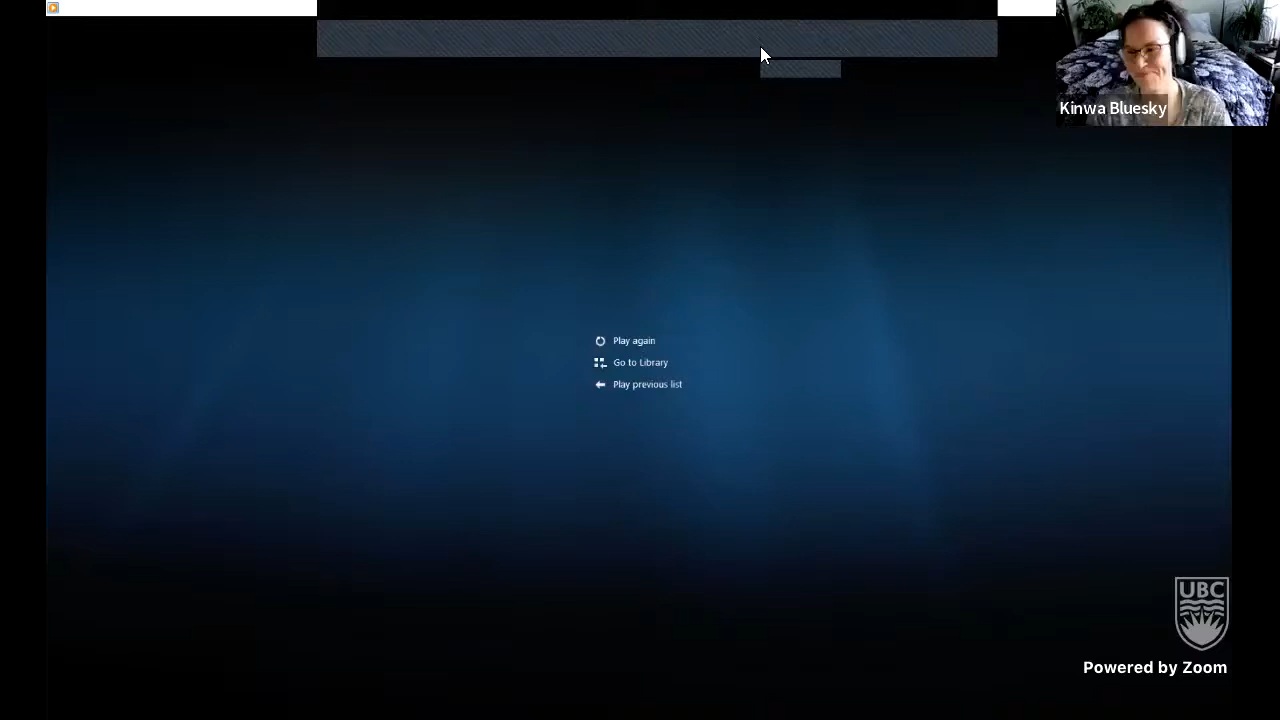 Kinwa Bluesky
Play again
Go to Library
Play previous list
UBC
Powered by Zoom